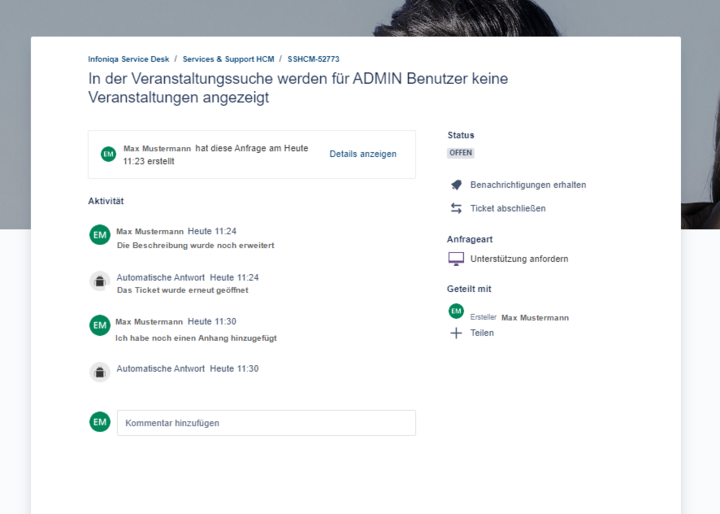 Infoniqa Service Desk / Services & Support HCM / SSHCM-52773
In der Veranstaltungssuche werden für ADMIN Benutzer keine
Veranstaltungen angezeigt
EM Max Mustermann hat diese Anfrage am Heute
11:23 erstellt
Details anzeigen
Aktivität
EM Max Mustermann Heute 11:24
Die Beschreibung wurde noch erweitert
Automatische Antwort Heute 11:24
Das Ticket wurde erneut geöffnet
EM Max Mustermann Heute 11:30
Ich habe noch einen Anhang hinzugefügt
Automatische Antwort Heute 11:30
EM Kommentar hinzufügen
Status
OFFEN
Benachrichtigungen erhalten
Ticket abschließen
Anfrageart
Unterstützung anfordern
Geteilt mit
EM Ersteller Max Mustermann
Teilen